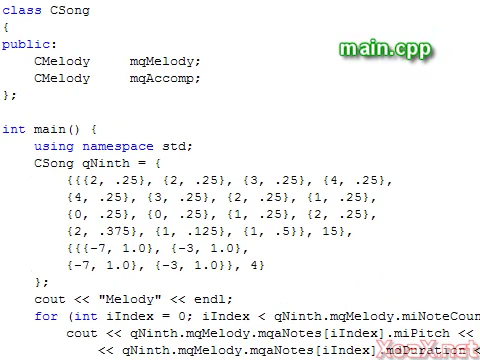 class CSong
{
public:
    CMelody     mqMelody;
    CMelody     mqAccomp;
};
main.cpp
int main() {
    using namespace std;
    CSong qNinth = {
        {{{2, .25}, {2, .25}, {3, .25}, {4, .25},
        {4, .25}, {3, .25}, {2, .25}, {1, .25},
        {0, .25}, {0, .25}, {1, .25}, {2, .25},
        {2, .375}, {1, .125}, {1, .5}}, 15},
        {{{-7, 1.0}, {-3, 1.0},
        {-7, 1.0}, {-3, 1.0}}, 4}
    };
    cout << "Melody" << endl;
    for (int iIndex = 0; iIndex < qNinth.mqMelody.miNoteCoun
        cout << qNinth.mqMelody.mqaNotes[iIndex].miPitch <<
            << qNinth.mqMelody.mqaNotes[iIndex].mdDuration <<
XoaX.net